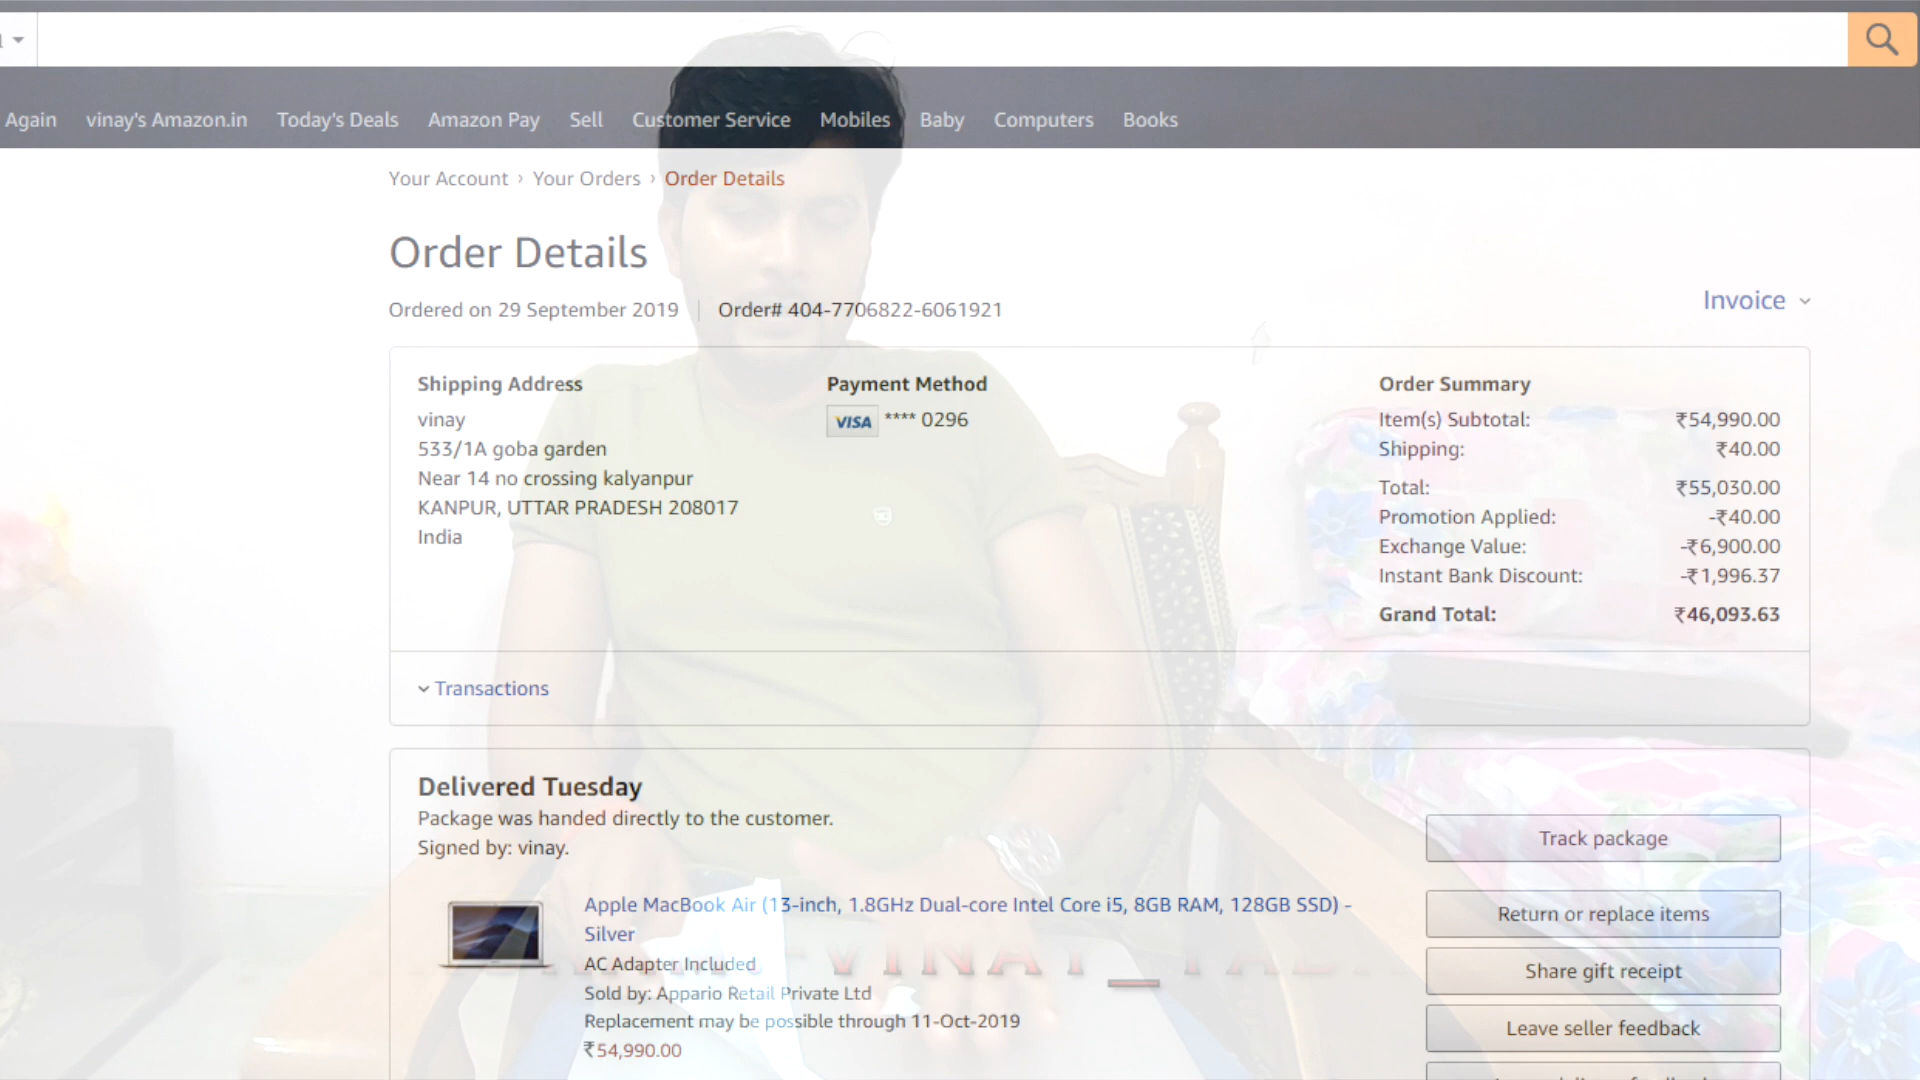 Again vinay's Amazon.in Today's Deals Amazon Pay Sell Customer Service Mobiles Baby Computers Books
Your Account › Your Orders › Order Details
Order Details
Ordered on 29 September 2019 Order# 404-7706822-6061921
Invoice
Shipping Address
vinay
533/1A goba garden
Near 14 no crossing kalyanpur
KANPUR, UTTAR PRADESH 208017
India
Payment Method
VISA **** 0296
Order Summary
Item(s) Subtotal: ₹54,990.00
Shipping: ₹40.00
Total: ₹55,030.00
Promotion Applied: -₹40.00
Exchange Value: -₹6,900.00
Instant Bank Discount: -₹1,996.37
Grand Total: ₹46,093.63
Transactions
Delivered Tuesday
Package was handed directly to the customer.
Signed by: vinay.
Apple MacBook Air (13-inch, 1.8GHz Dual-core Intel Core i5, 8GB RAM, 128GB SSD) -
Silver
AC Adapter Included
Sold by: Appario Retail Private Ltd
Replacement may be possible through 11-Oct-2019
₹54,990.00
VINAY_
Track package
Return or replace items
Share gift receipt
Leave seller feedback